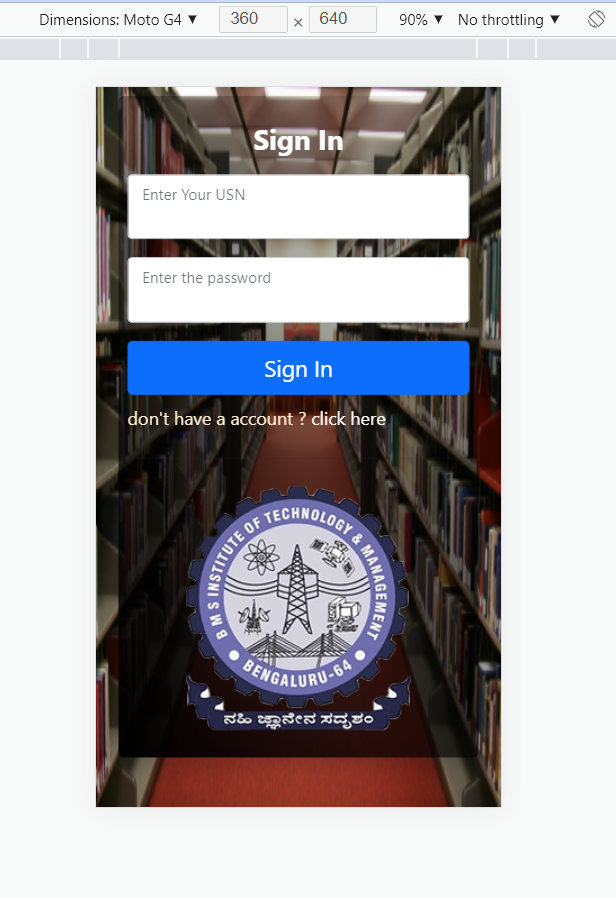 Dimensions: Moto G4 ▼ 360 × 640 90% ▼ No throttling ▼
Sign In
Enter Your USN
Enter the password
Sign In
don't have a account ? click here
B M S INSTITUTE OF TECHNOLOGY & MANAGEMENT
BENGALURU-64
ನಹಿ ಜ್ಞಾನೇನ ಸದೃಶಂ